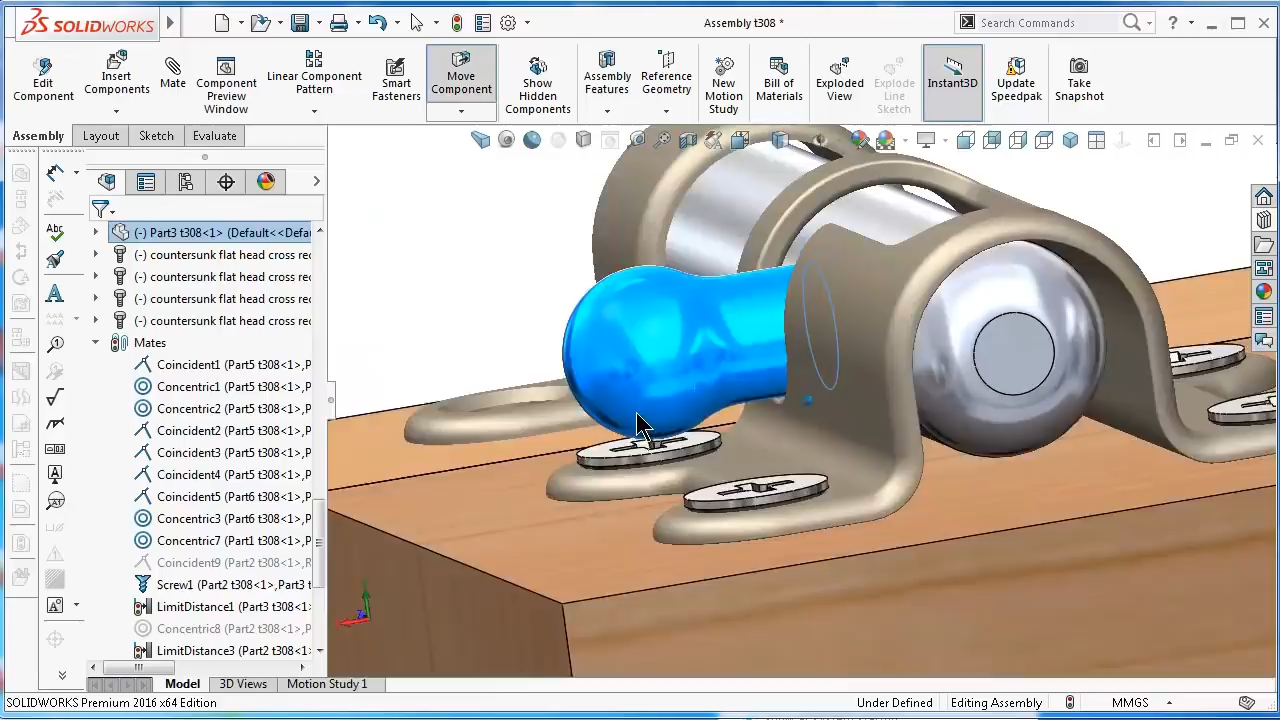 SOLIDWORKS
Assembly t308 *
Search Commands
?
Edit Component
Insert Components
Mate
Component Preview Window
Linear Component Pattern
Smart Fasteners
Move Component
Show Hidden Components
Assembly Features
Reference Geometry
New Motion Study
Bill of Materials
Exploded View
Explode Line Sketch
Instant3D
Update Speedpak
Take Snapshot
Assembly
Layout
Sketch
Evaluate
(-) Part3 t308<1> (Default<<Defau
(-) countersunk flat head cross rec
(-) countersunk flat head cross rec
(-) countersunk flat head cross rec
(-) countersunk flat head cross rec
Mates
Coincident1 (Part5 t308<1>,P
Concentric1 (Part5 t308<1>,P
Concentric2 (Part5 t308<1>,P
Coincident2 (Part5 t308<1>,P
Coincident3 (Part5 t308<1>,P
Coincident4 (Part5 t308<1>,P
Coincident5 (Part6 t308<1>,P
Concentric3 (Part6 t308<1>,P
Concentric7 (Part1 t308<1>,P
Coincident9 (Part2 t308<1>,R
Screw1 (Part2 t308<1>,Part3 t
LimitDistance1 (Part3 t308<1>
Concentric8 (Part2 t308<1>,P
LimitDistance3 (Part2 t308<1>
Model
3D Views
Motion Study 1
SOLIDWORKS Premium 2016 x64 Edition
Under Defined
Editing Assembly
MMGS